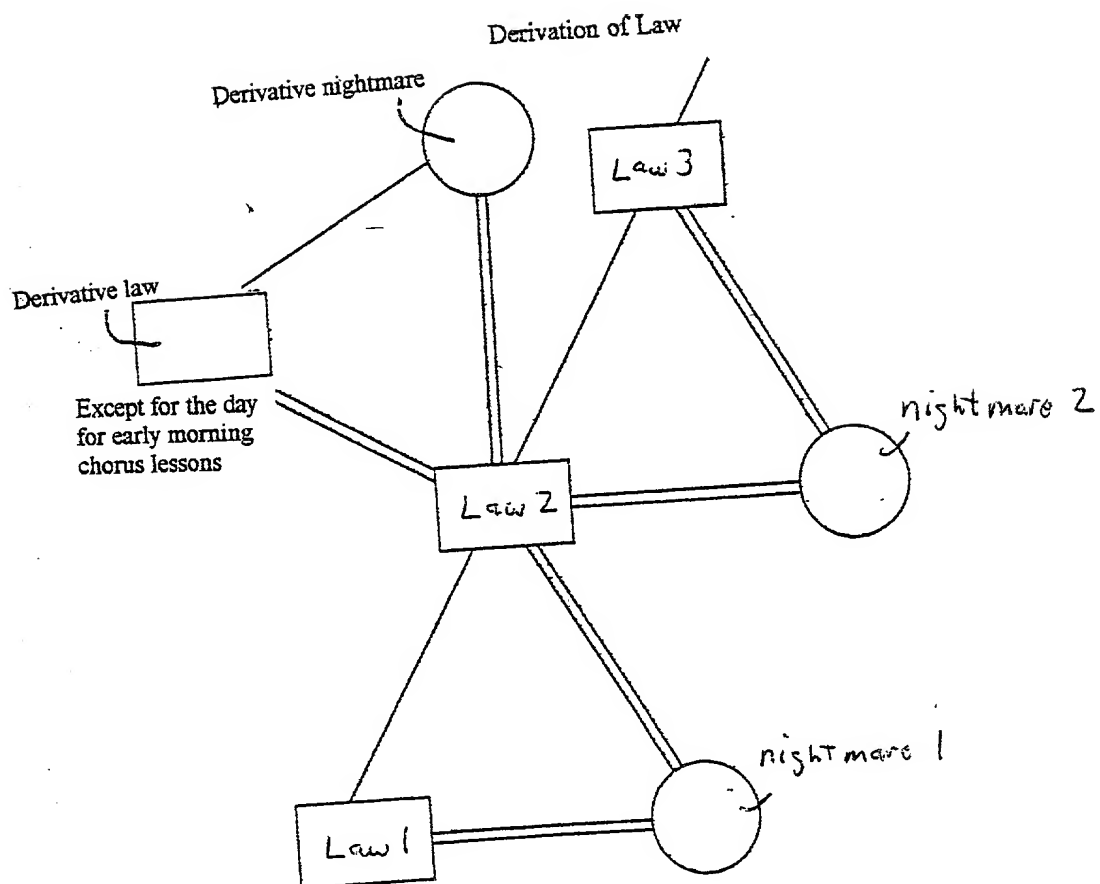 Derivation of Law
Derivative nightmare
Law 3
Derivative law
Except for the day
for early morning
chorus lessons
nightmare 2
Law 2
nightmare 1
Law 1